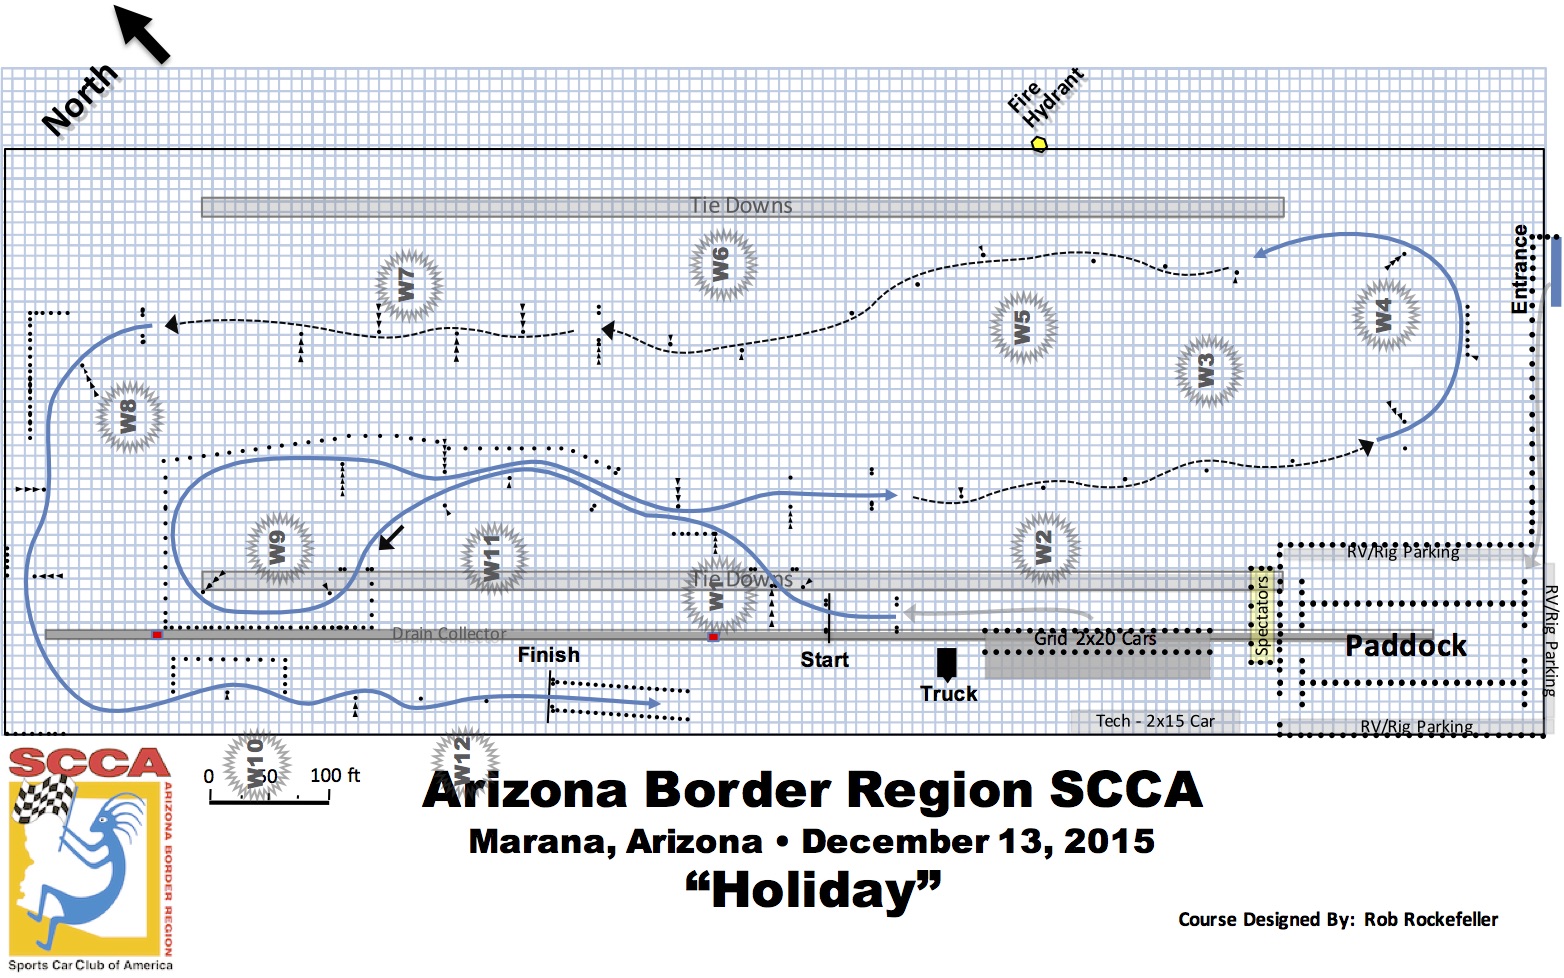 North
Fire
Hydrant
Tie Downs
Entrance
W7
W6
W5
W4
W3
W8
W9
W11
W2
W1
Tie Downs
RV/Rig Parking
Spectators
RV/Rig Parking
Drain Collector
Grid 2x20 Cars
Paddock
Finish
Start
Truck
Tech - 2x15 Car
RV/Rig Parking
W10
W12
0 50 100 ft
SCCA
ARIZONA BORDER REGION
Sports Car Club of America
Arizona Border Region SCCA
Marana, Arizona • December 13, 2015
“Holiday”
Course Designed By: Rob Rockefeller